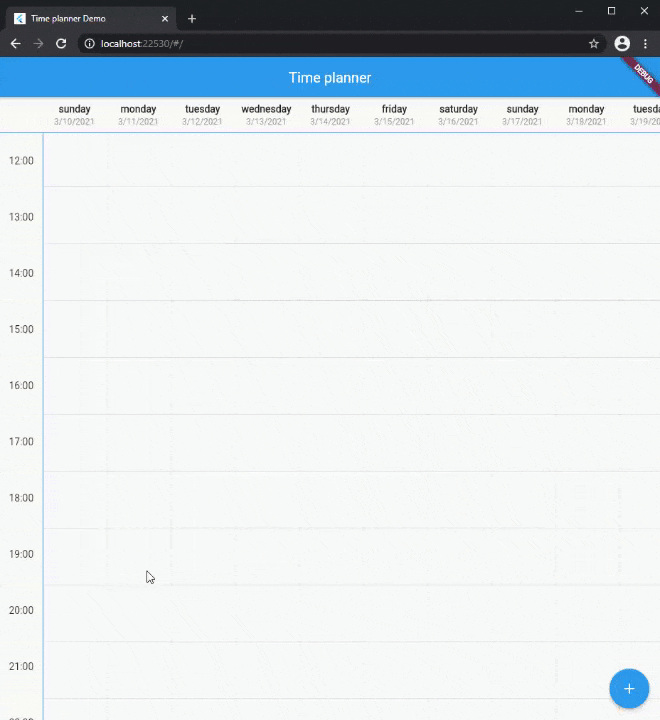 Time planner Demo
localhost:22530/#/
Time planner
DEBUG
sunday monday tuesday wednesday thursday friday saturday sunday monday tuesd
3/10/2021 3/11/2021 3/12/2021 3/13/2021 3/14/2021 3/15/2021 3/16/2021 3/17/2021 3/18/2021 3/19/20
12:00
13:00
14:00
15:00
16:00
17:00
18:00
19:00
20:00
21:00